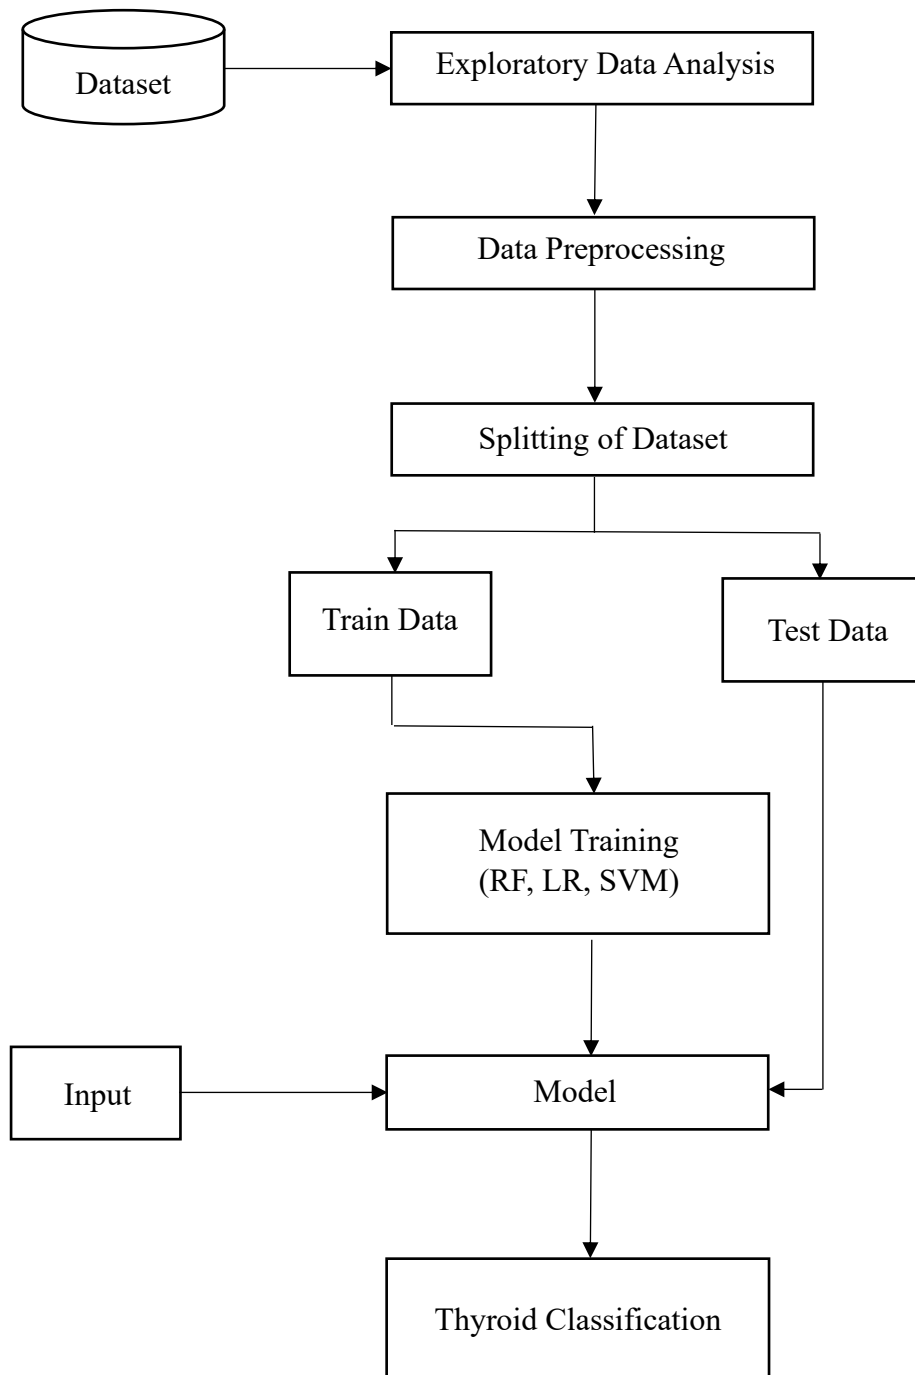 Dataset
Exploratory Data Analysis
Data Preprocessing
Splitting of Dataset
Train Data
Test Data
Model Training
(RF, LR, SVM)
Input
Model
Thyroid Classification